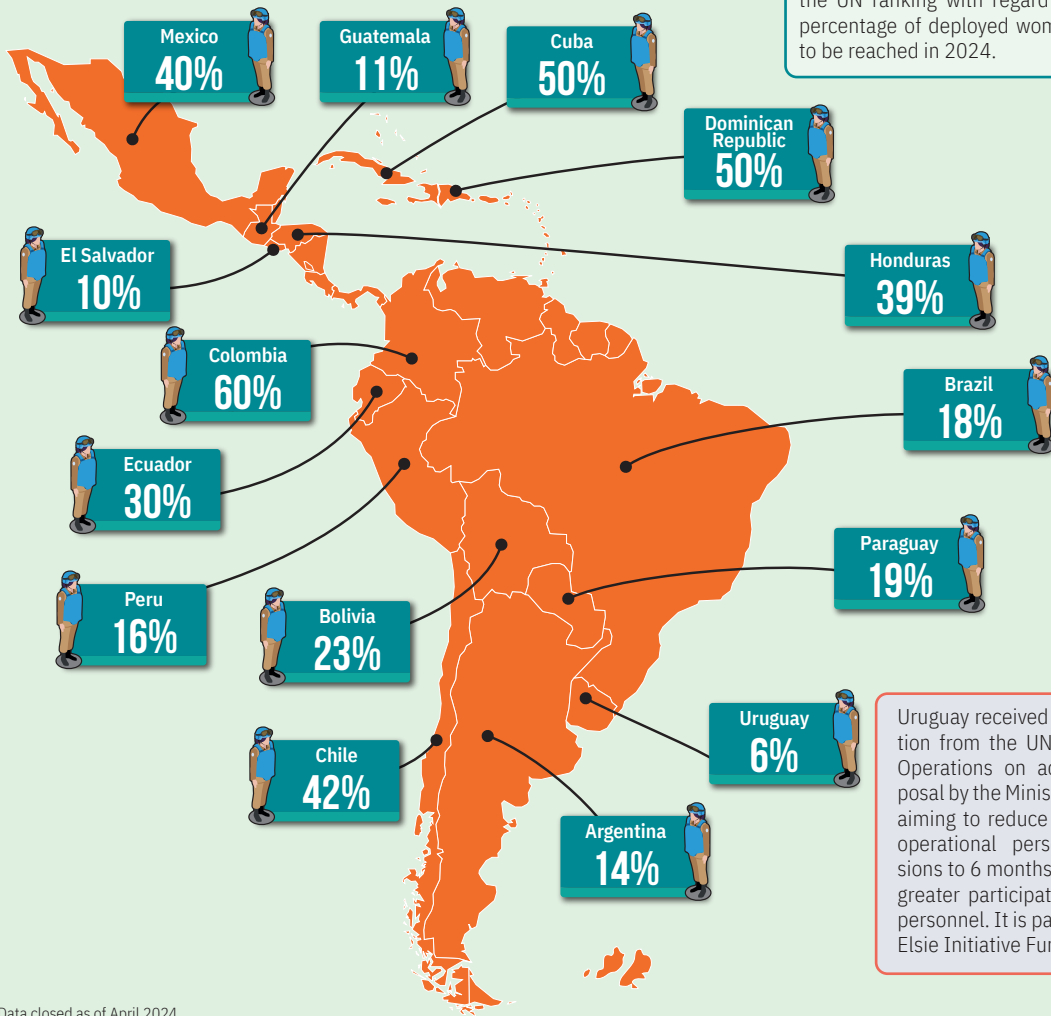 the UN ranking with regard
percentage of deployed wom
to be reached in 2024.
Mexico
40%
Guatemala
11%
Cuba
50%
Dominican
Republic
50%
El Salvador
10%
Honduras
39%
Colombia
60%
Brazil
18%
Ecuador
30%
Paraguay
19%
Peru
16%
Bolivia
23%
Uruguay
6%
Chile
42%
Argentina
14%
Uruguay received
tion from the UN
Operations on ac
posal by the Minis
aiming to reduce
operational pers
sions to 6 months
greater participat
personnel. It is pa
Elsie Initiative Fur
Data closed as of April 2024